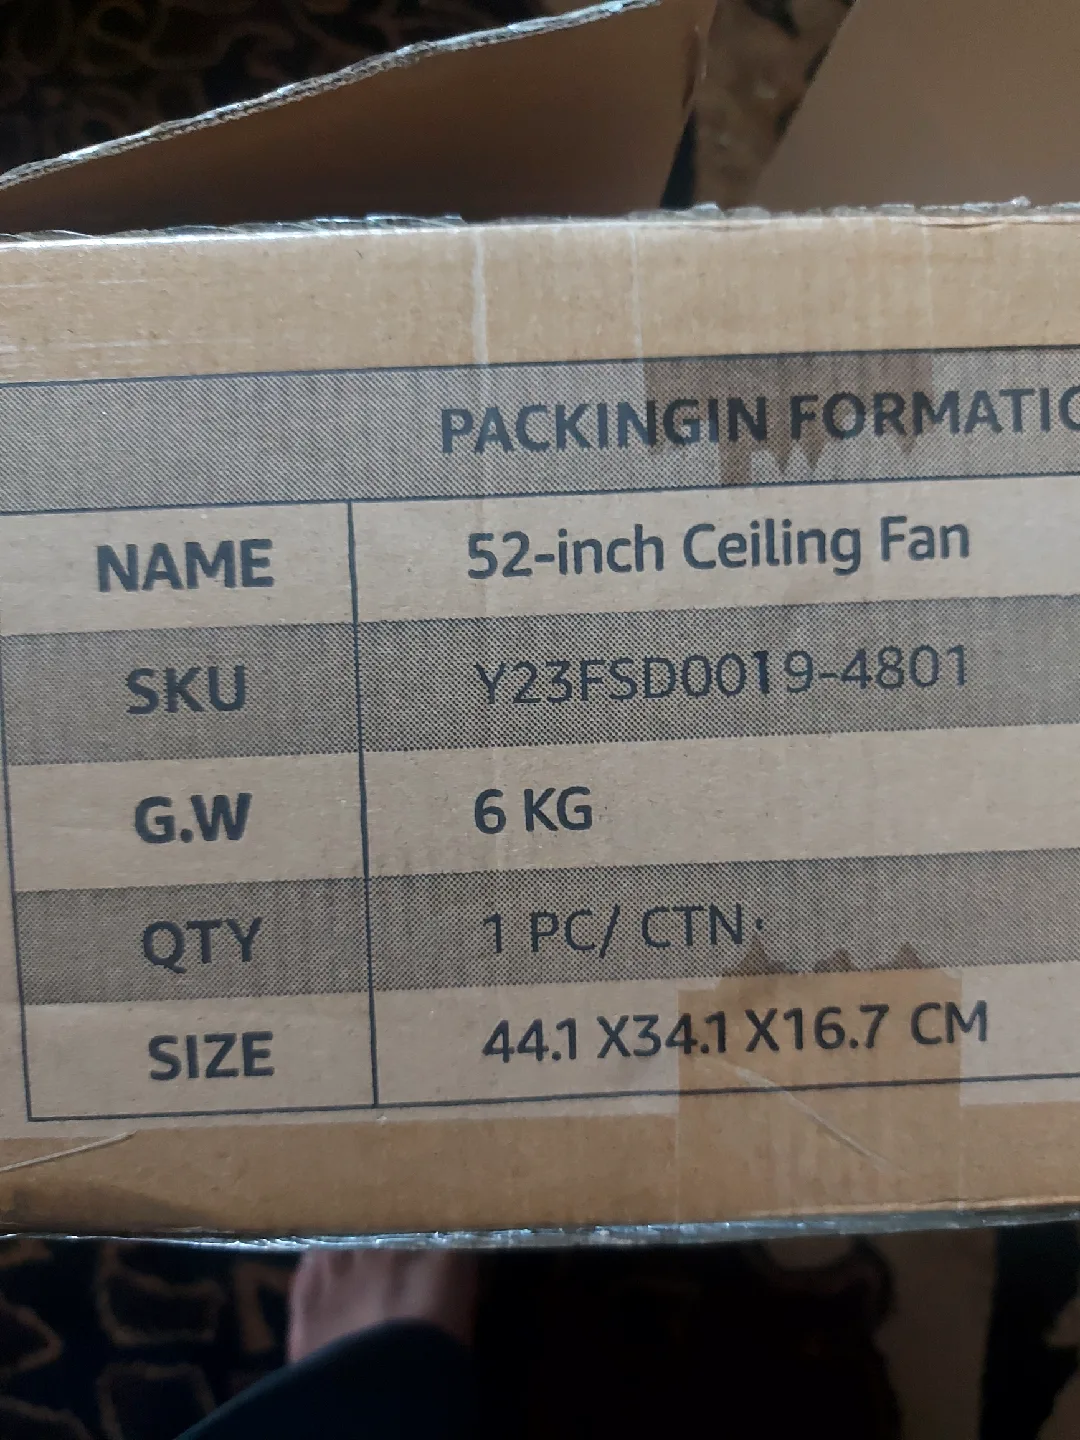 PACKINGIN FORMATIC
NAME 52-inch Ceiling Fan
SKU Y23FSD0019-4801
G.W 6 KG
QTY 1 PC/ CTN·
SIZE 44.1 X34.1 X16.7 CM